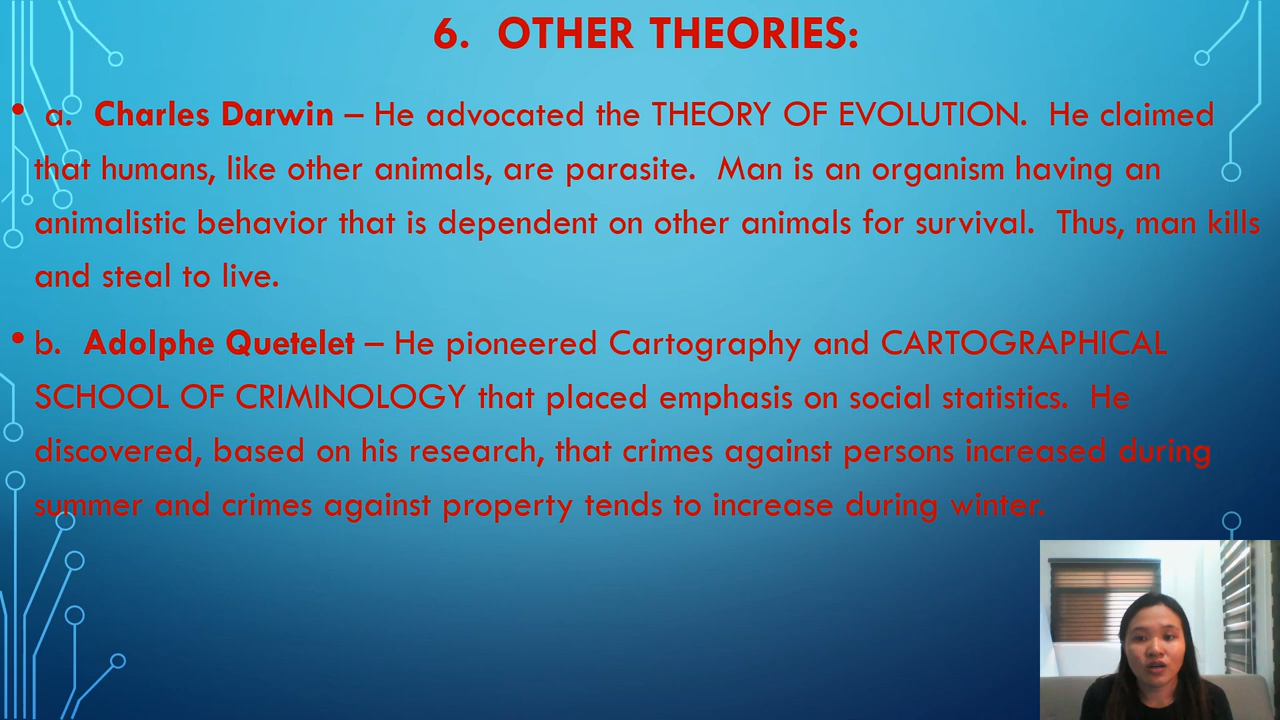 6. OTHER THEORIES:
• a. Charles Darwin – He advocated the THEORY OF EVOLUTION. He claimed
that humans, like other animals, are parasite. Man is an organism having an
animalistic behavior that is dependent on other animals for survival. Thus, man kills
and steal to live.
• b. Adolphe Quetelet – He pioneered Cartography and CARTOGRAPHICAL
SCHOOL OF CRIMINOLOGY that placed emphasis on social statistics. He
discovered, based on his research, that crimes against persons increased during
summer and crimes against property tends to increase during winter.